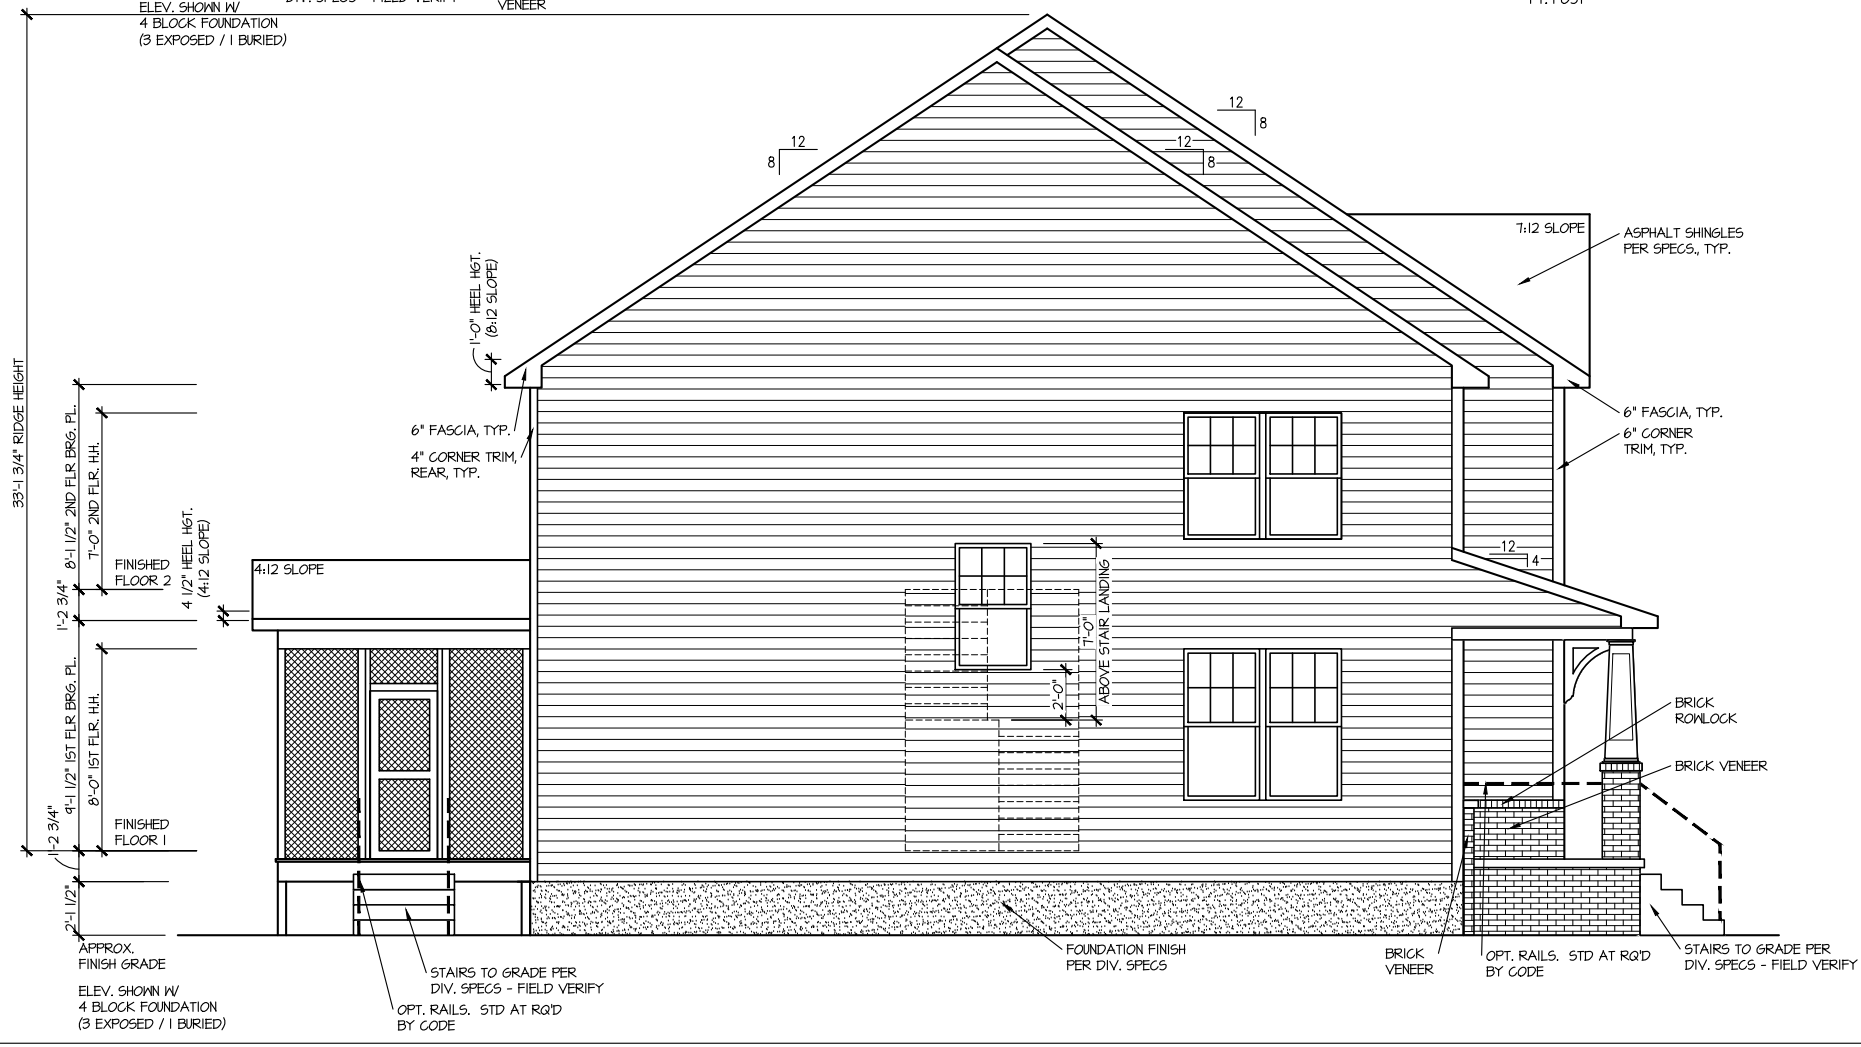 ELEV. SHOWN W/
4 BLOCK FOUNDATION
(3 EXPOSED / 1 BURIED)
VENEER
12
8
12
8
12
8
7:12 SLOPE
ASPHALT SHINGLES
PER SPECS., TYP.
1'-0" HEEL HGT.
(8:12 SLOPE)
33'-1 3/4" RIDGE HEIGHT
8'-1 1/2" 2ND FLR BRG. PL.
7'-0" 2ND FLR. H.H.
6" FASCIA, TYP.
4" CORNER TRIM,
REAR, TYP.
6" FASCIA, TYP.
6" CORNER
TRIM, TYP.
4 1/2" HEEL HGT.
(4:12 SLOPE)
FINISHED
FLOOR 2
4:12 SLOPE
1'-2 3/4"
12
4
7'-0"
ABOVE STAIR LANDING
2'-0"
9'-1 1/2" 1ST FLR BRG. PL.
8'-0" 1ST FLR. H.H.
BRICK
ROWLOCK
BRICK VENEER
FINISHED
FLOOR 1
1'-2 3/4"
2'-1 1/2"
APPROX.
FINISH GRADE
ELEV. SHOWN W/
4 BLOCK FOUNDATION
(3 EXPOSED / 1 BURIED)
STAIRS TO GRADE PER
DIV. SPECS - FIELD VERIFY
OPT. RAILS.  STD AT RQ'D
BY CODE
FOUNDATION FINISH
PER DIV. SPECS
BRICK
VENEER
OPT. RAILS.  STD AT RQ'D
BY CODE
STAIRS TO GRADE PER
DIV. SPECS - FIELD VERIFY